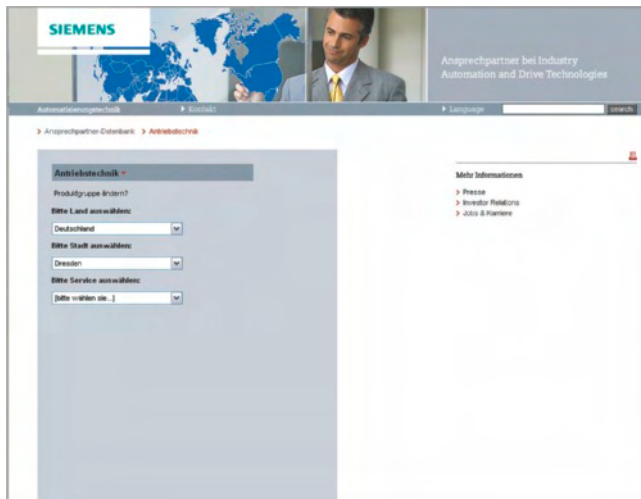 SIEMENS
Ansprechpartner bei Industry
Automation and Drive Technologies
Automatisierungstechnik
Kontakt
Language
search
Ansprechpartner-Datenbank
Antriebstechnik
Antriebstechnik
Produktgruppe ändern?
Bitte Land auswählen:
Deutschland
Bitte Stadt auswählen:
Dresden
Bitte Service auswählen:
[bitte wählen sie...]
Mehr Informationen
Presse
Investor Relations
Jobs & Karriere